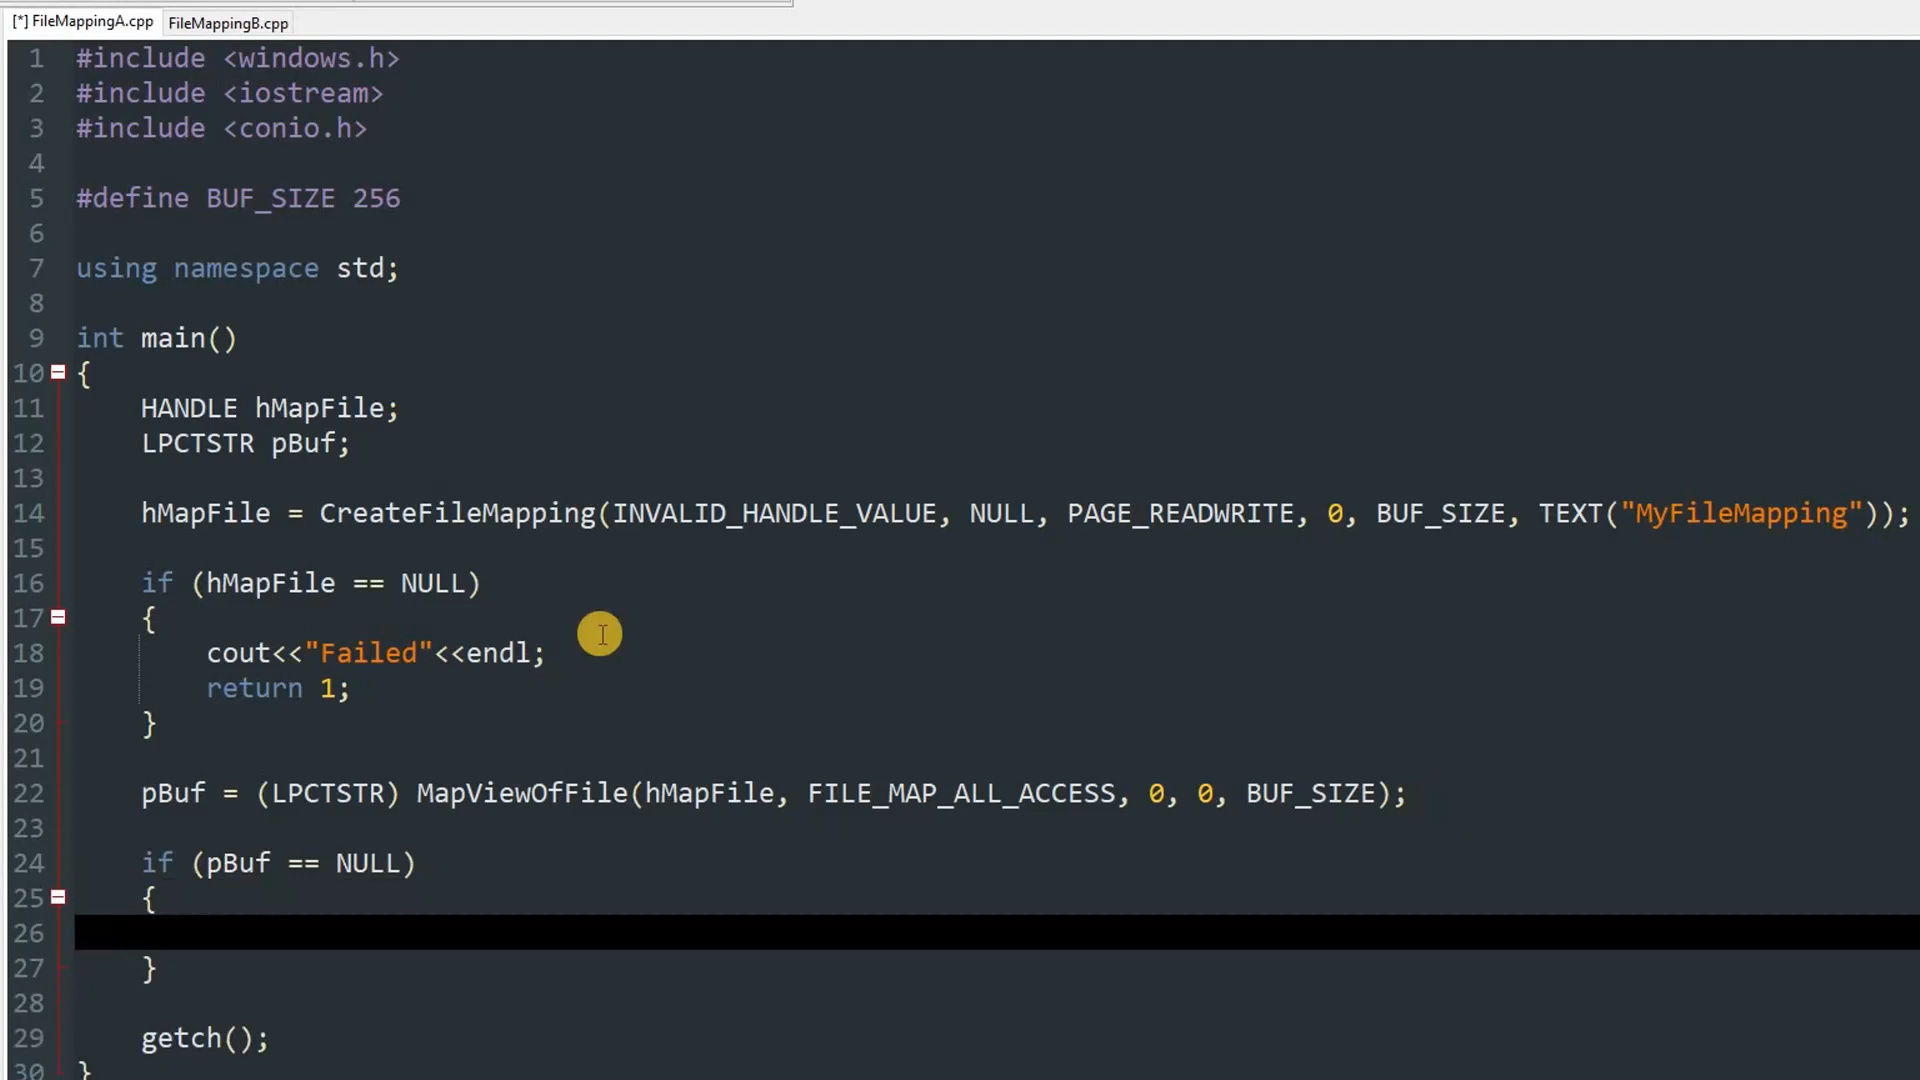 [*] FileMappingA.cpp FileMappingB.cpp
1 #include <windows.h>
2 #include <iostream>
3 #include <conio.h>
4
5 #define BUF_SIZE 256
6
7 using namespace std;
8
9 int main()
10 {
11 HANDLE hMapFile;
12 LPCTSTR pBuf;
13
14 hMapFile = CreateFileMapping(INVALID_HANDLE_VALUE, NULL, PAGE_READWRITE, 0, BUF_SIZE, TEXT("MyFileMapping"));
15
16 if (hMapFile == NULL)
17 {
18 cout<<"Failed"<<endl;
19 return 1;
20 }
21
22 pBuf = (LPCTSTR) MapViewOfFile(hMapFile, FILE_MAP_ALL_ACCESS, 0, 0, BUF_SIZE);
23
24 if (pBuf == NULL)
25 {
26
27 }
28
29 getch();
30 }